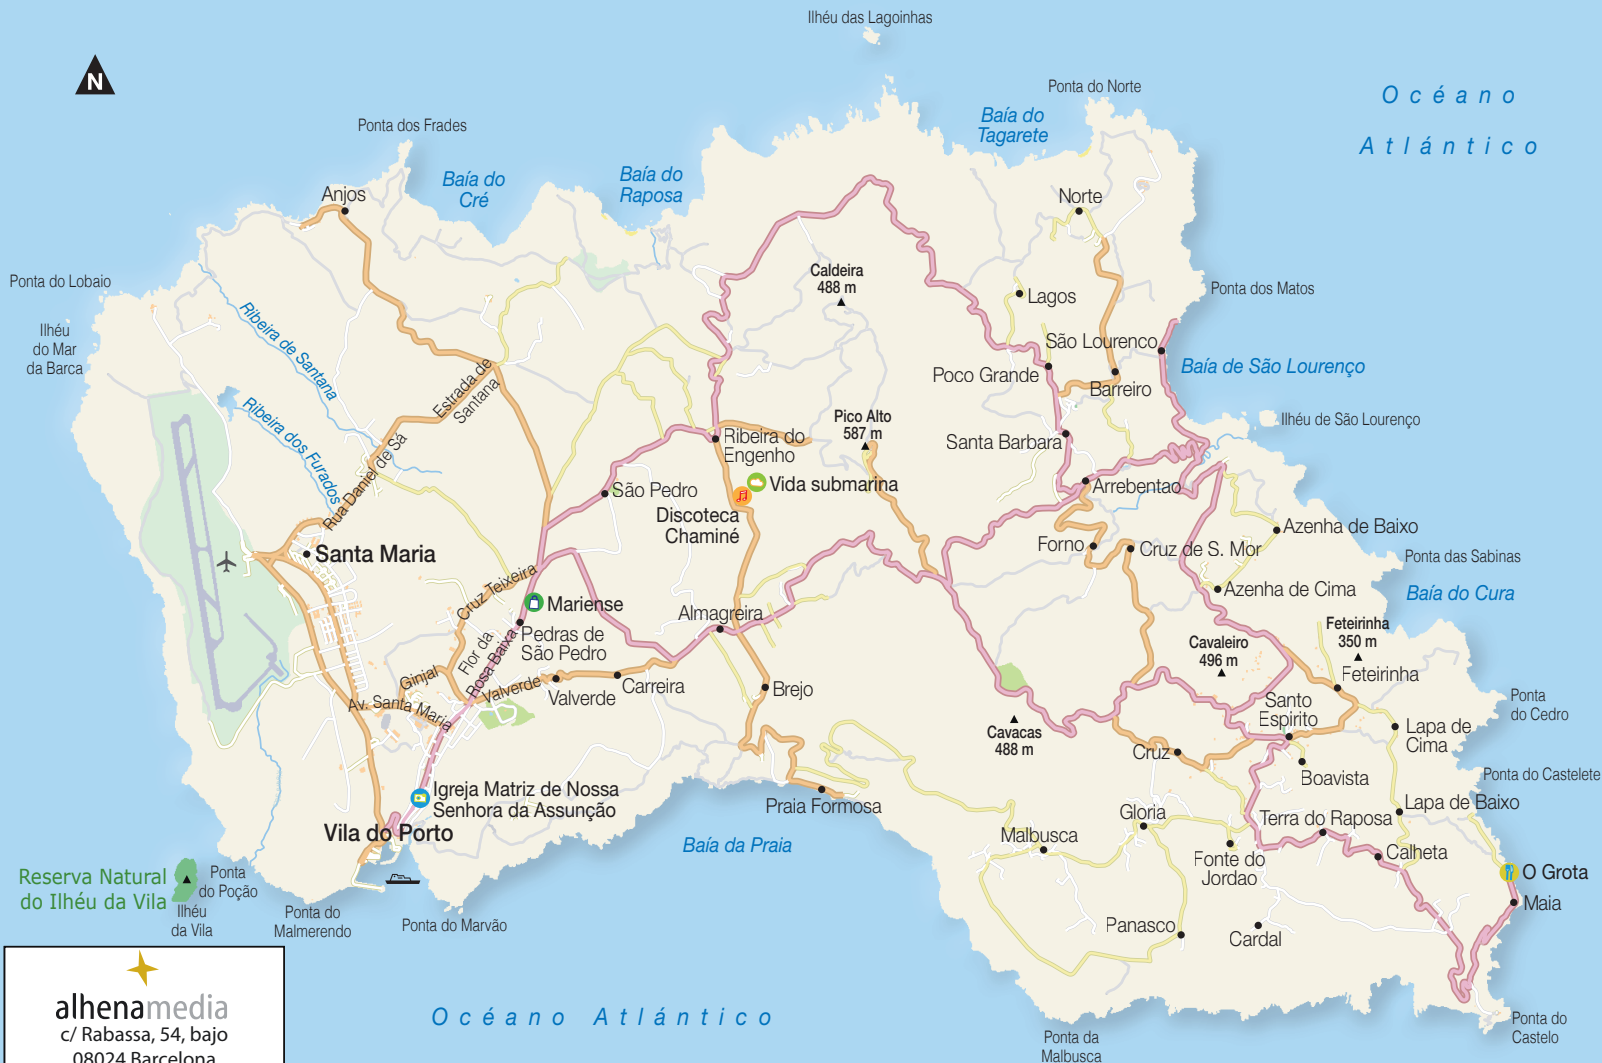 Ilhéu das Lagoinhas
N
Ponta do Norte
Océano
Atlántico
Ponta dos Frades
Baía do
Tagarete
Baía do
Cré
Baía do
Raposa
Anjos
Norte
Ponta do Lobaio
Caldeira
488 m
Lagos
Ponta dos Matos
Ilhéu
do Mar
da Barca
Ribeira de Santana
São Lourenco
Baía de São Lourenço
Poco Grande
Barreiro
Estrada de
Santana
Ribeira dos Furados
Rua Daniel de Sá
Pico Alto
587 m
Ilhéu de São Lourenço
Ribeira do
Engenho
Santa Barbara
Vida submarina
São Pedro
Arrebentao
Discoteca
Chaminé
Azenha de Baixo
Forno
Cruz de S. Mor
Santa Maria
Ponta das Sabinas
Cruz Teixeira
Azenha de Cima
Baía do Cura
Mariense
Almagreira
Feteirinha
350 m
Pedras de
São Pedro
Flor da
Rosa Baixa
Cavaleiro
496 m
Feteirinha
Ginjal
Valverde
Valverde
Carreira
Brejo
Av. Santa Maria
Santo
Espirito
Ponta
do Cedro
Cavacas
488 m
Lapa de
Cima
Cruz
Boavista
Ponta do Castelete
Igreja Matriz de Nossa
Senhora da Assunção
Praia Formosa
Lapa de Baixo
Gloria
Terra do Raposa
Vila do Porto
Baía da Praia
Malbusca
Fonte do
Jordao
Calheta
Reserva Natural
do Ilhéu da Vila
Ponta
do Poção
O Grota
Ilhéu
da Vila
Ponta do
Malmerendo
Ponta do Marvão
Maia
Panasco
Cardal
alhenamedia
c/ Rabassa, 54, bajo
08024 Barcelona
Océano Atlántico
Ponta da
Malbusca
Ponta do
Castelo